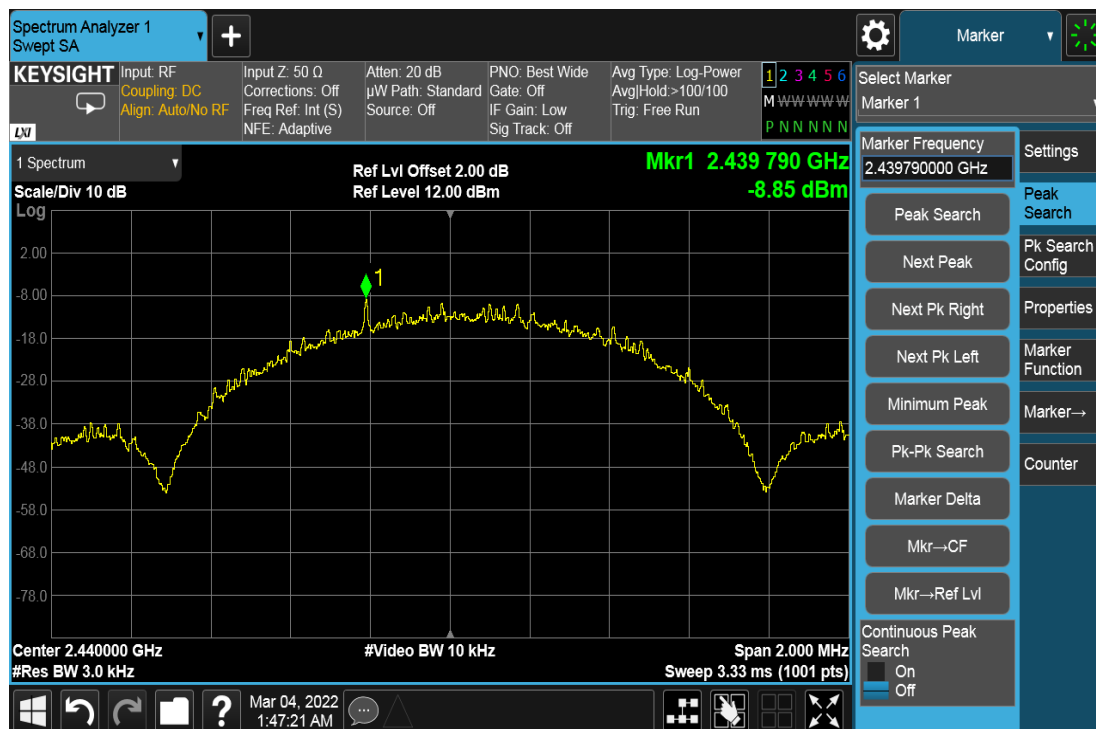 Spectrum Analyzer 1
Swept SA
+
Marker
KEYSIGHT
LXI
Input: RF
Coupling: DC
Align: Auto/No RF
Input Z: 50 Ω
Corrections: Off
Freq Ref: Int (S)
NFE: Adaptive
Atten: 20 dB
µW Path: Standard
Source: Off
PNO: Best Wide
Gate: Off
IF Gain: Low
Sig Track: Off
Avg Type: Log-Power
Avg|Hold:>100/100
Trig: Free Run
1 2 3 4 5 6
M W W W W W
P N N N N N
Select Marker
Marker 1
1 Spectrum
Scale/Div 10 dB
Ref Lvl Offset 2.00 dB
Ref Level 12.00 dBm
Mkr1 2.439 790 GHz
-8.85 dBm
Log
2.00
-8.00
-18.0
-28.0
-38.0
-48.0
-58.0
-68.0
-78.0
1
Center 2.440000 GHz
#Res BW 3.0 kHz
#Video BW 10 kHz
Span 2.000 MHz
Sweep 3.33 ms (1001 pts)
Marker Frequency
2.439790000 GHz
Peak Search
Next Peak
Next Pk Right
Next Pk Left
Minimum Peak
Pk-Pk Search
Marker Delta
Mkr→CF
Mkr→Ref Lvl
Continuous Peak
Search
On
Off
Settings
Peak
Search
Pk Search
Config
Properties
Marker
Function
Marker→
Counter
?
Mar 04, 2022
1:47:21 AM